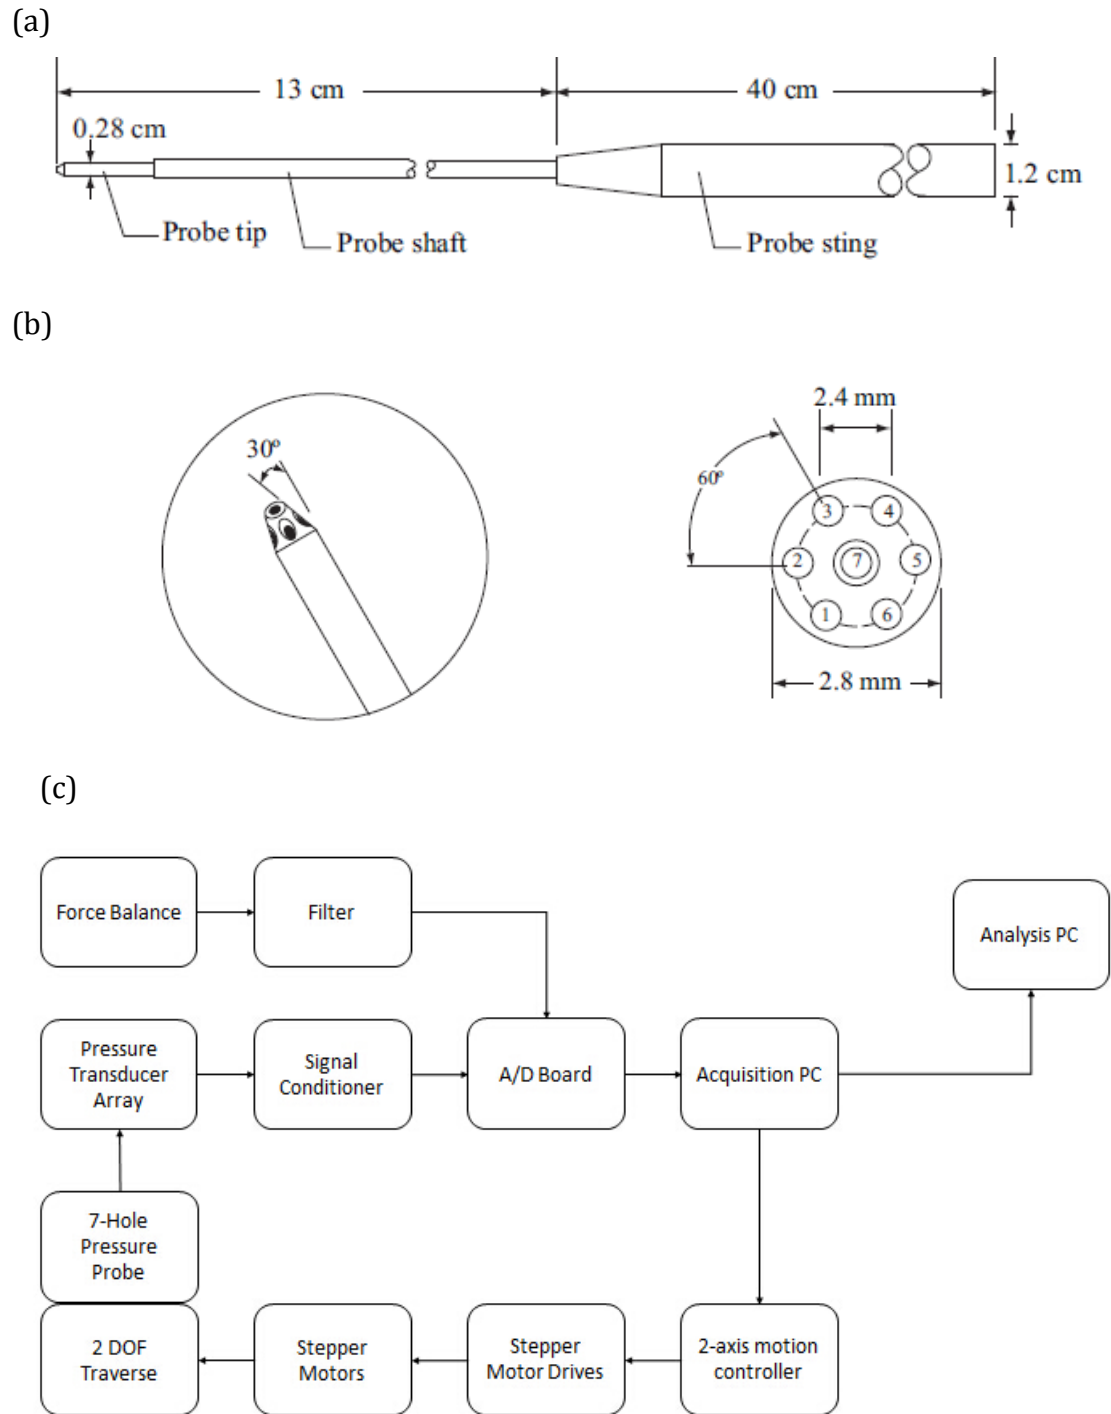 (a)
13 cm
40 cm
0.28 cm
1.2 cm
Probe tip
Probe shaft
Probe sting
(b)
30º
2.4 mm
60º
3
4
2
7
5
1
6
2.8 mm
(c)
Force Balance
Filter
Analysis PC
Pressure
Transducer
Array
Signal
Conditioner
A/D Board
Acquisition PC
7-Hole
Pressure
Probe
2 DOF
Traverse
Stepper
Motors
Stepper
Motor Drives
2-axis motion
controller